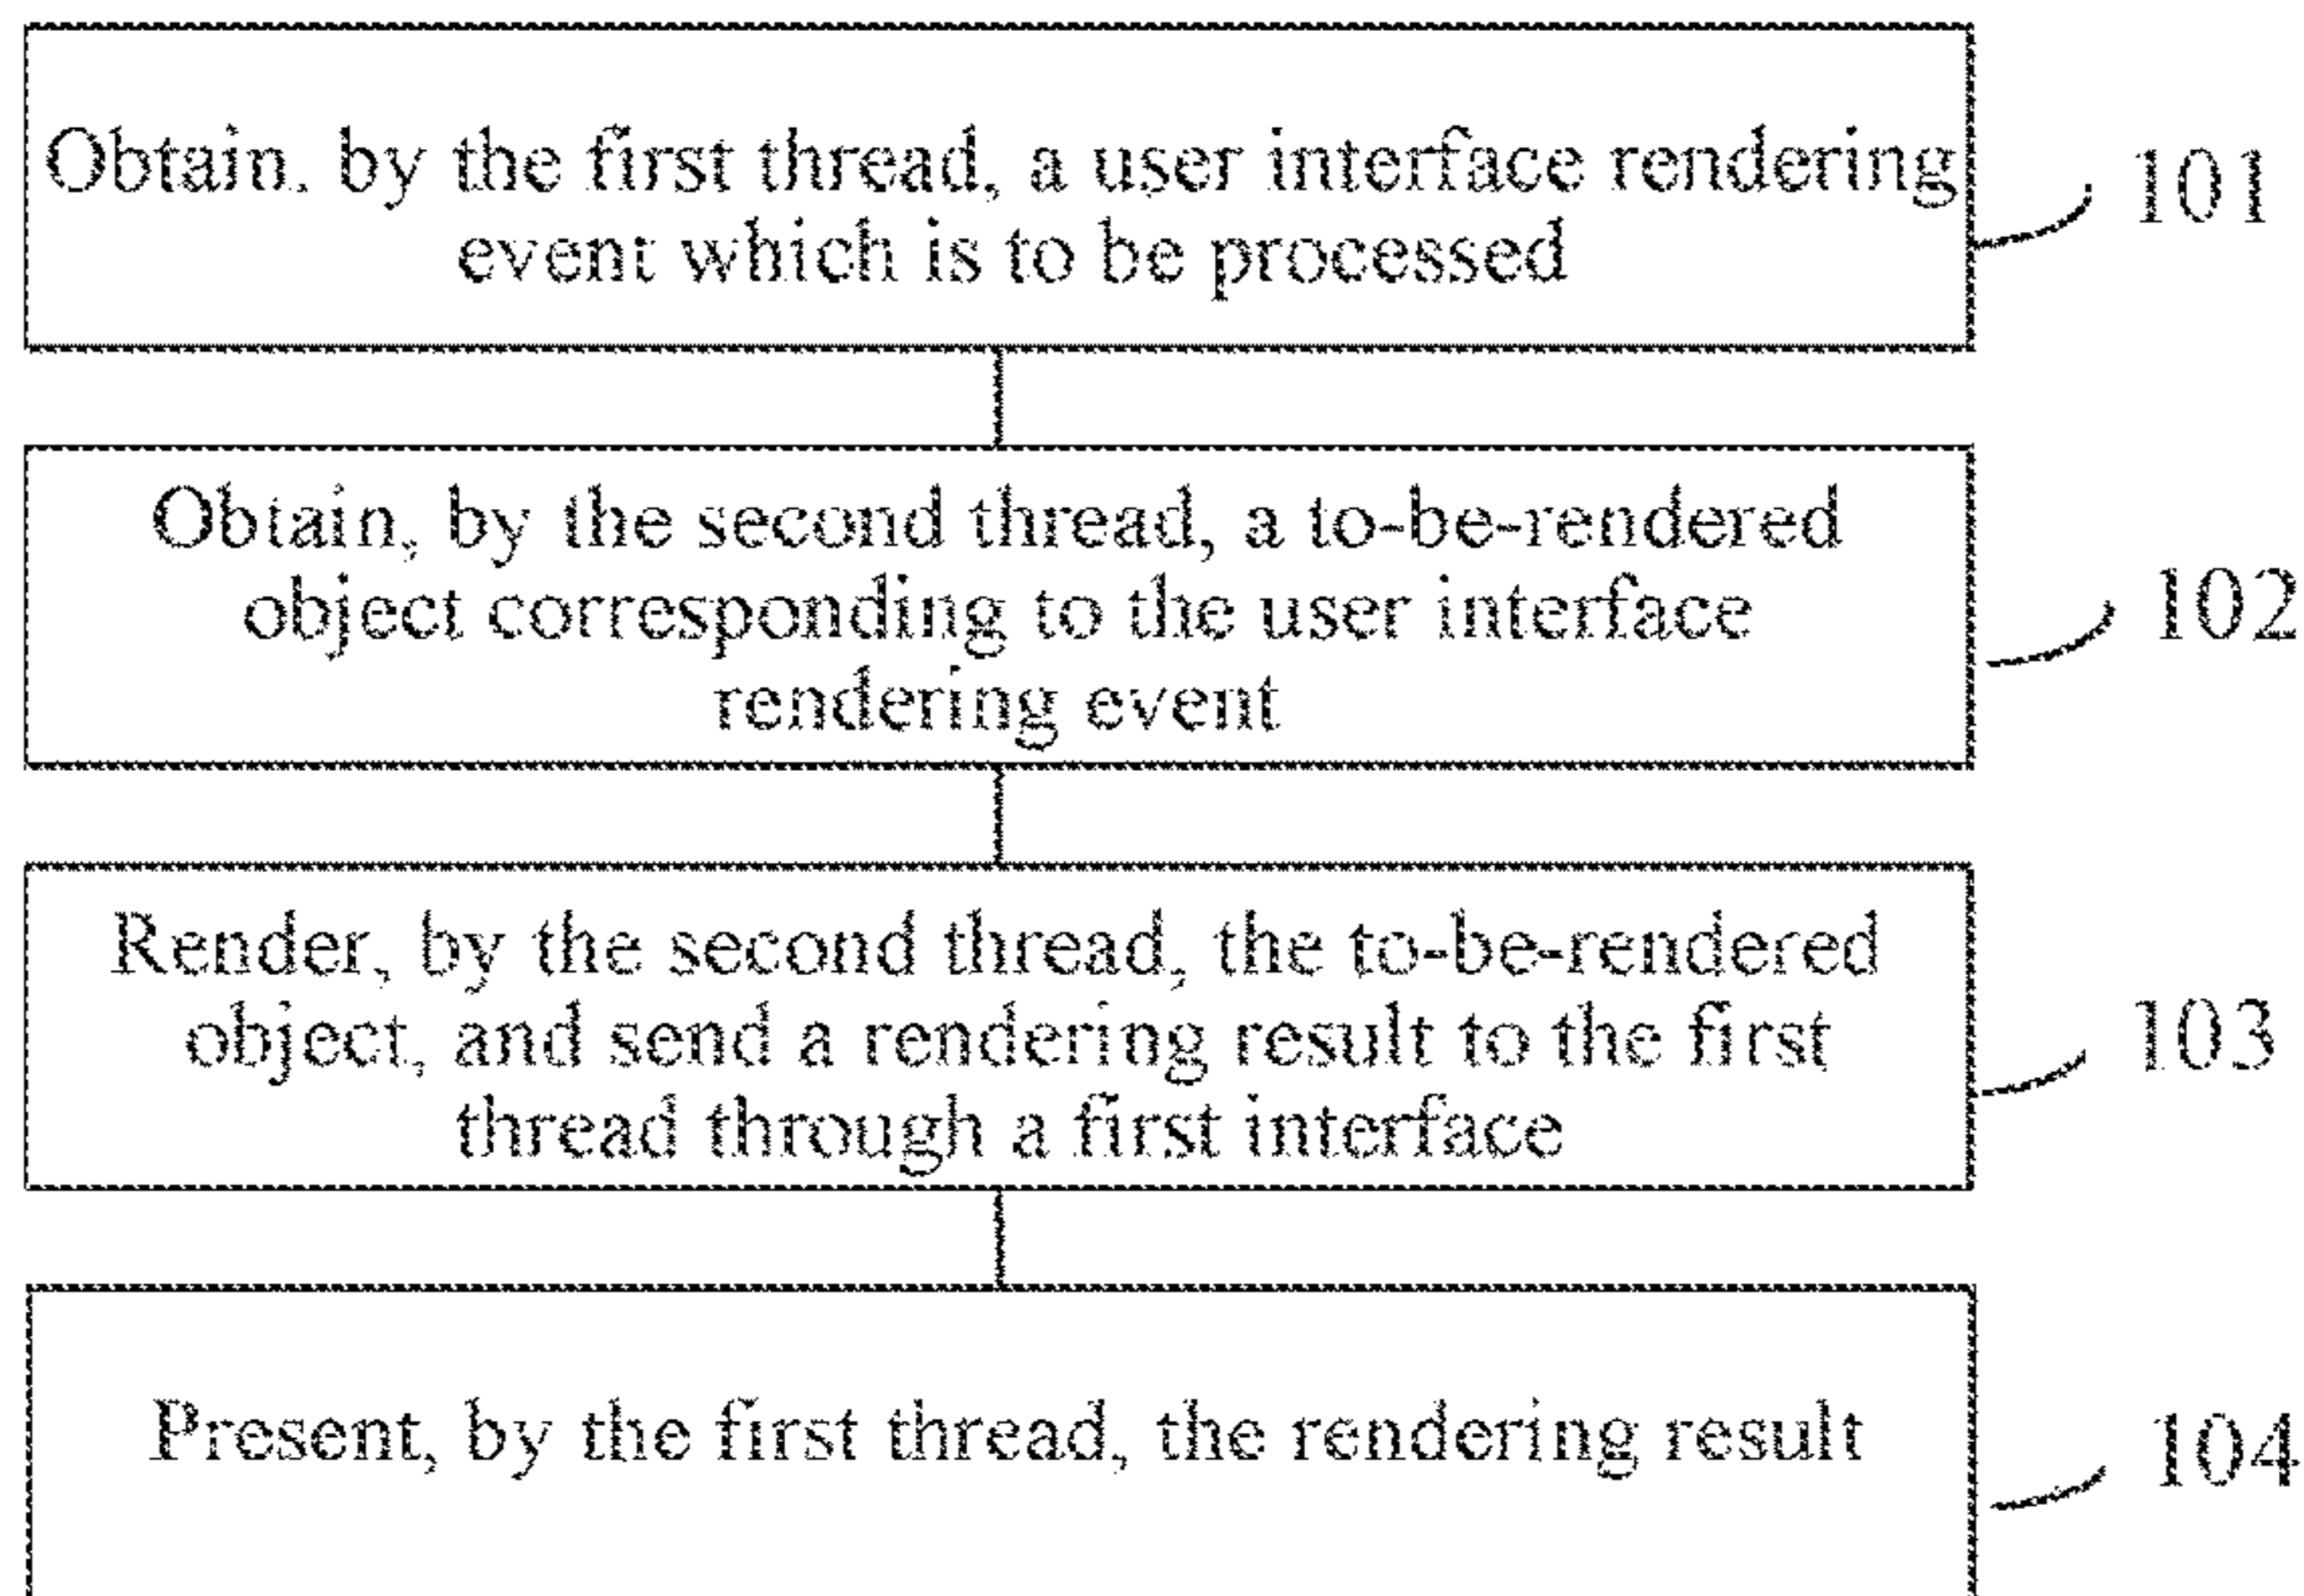 Obtain, by the first thread, a user interface rendering
event which is to be processed
101
Obtain, by the second thread, a to-be-rendered
object corresponding to the user interface
rendering event
102
Render, by the second thread, the to-be-rendered
object, and send a rendering result to the first
thread through a first interface
103
Present, by the first thread, the rendering result
104